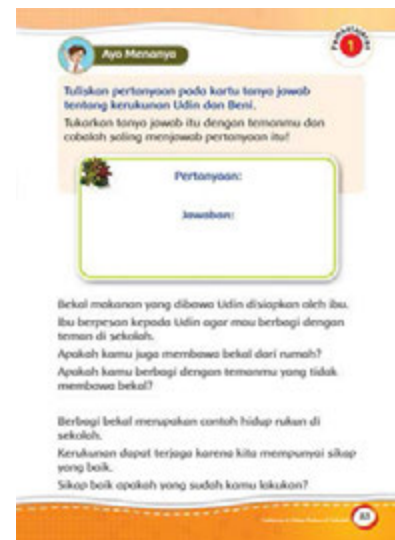 Pembelajaran
1
Ayo Menanya
Tuliskan pertanyaan pada kartu tanya jawab
tentang kerukunan Udin dan Beni.
Tukarkan tanya jawab itu dengan temanmu dan
cobalah saling menjawab pertanyaan itu!
Pertanyaan:
Jawaban:
Bekal makanan yang dibawa Udin disiapkan oleh ibu.
Ibu berpesan kepada Udin agar mau berbagi dengan
teman di sekolah.
Apakah kamu juga membawa bekal dari rumah?
Apakah kamu berbagi dengan temanmu yang tidak
membawa bekal?
Berbagi bekal merupakan contoh hidup rukun di
sekolah.
Kerukunan dapat terjaga karena kita mempunyai sikap
yang baik.
Sikap baik apakah yang sudah kamu lakukan?